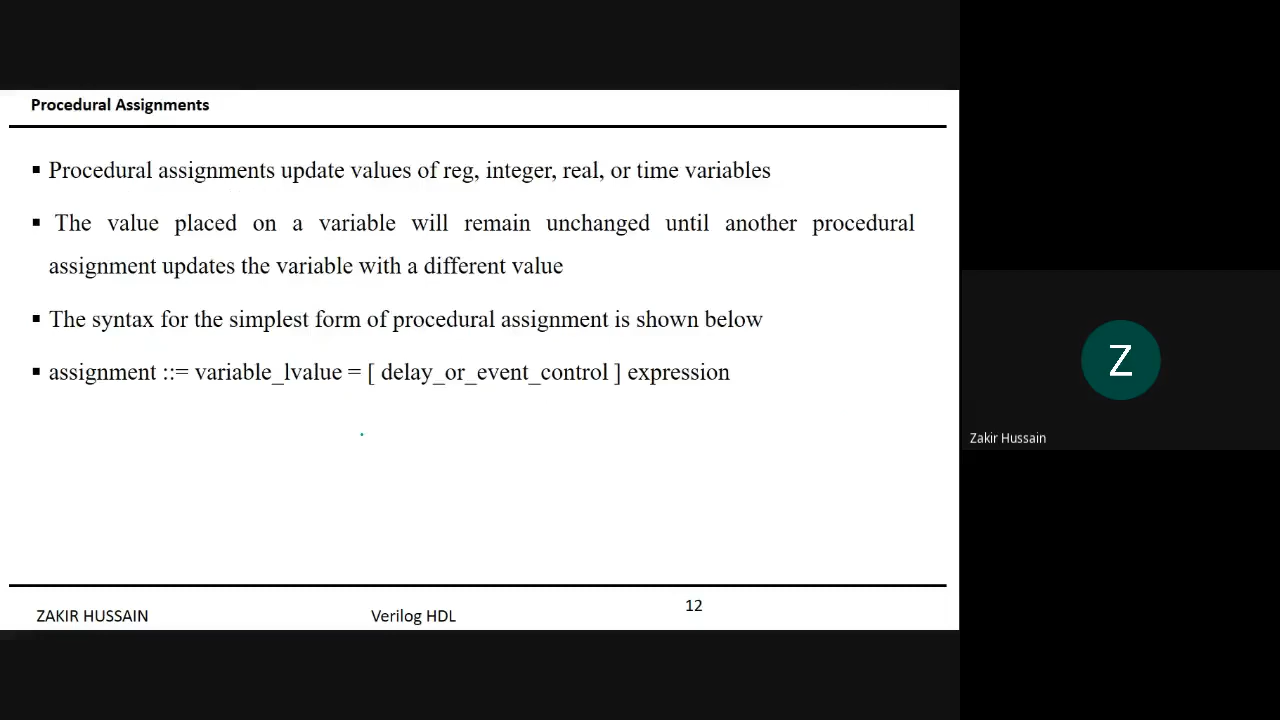 Procedural Assignments
▪ Procedural assignments update values of reg, integer, real, or time variables
▪ The value placed on a variable will remain unchanged until another procedural
assignment updates the variable with a different value
▪ The syntax for the simplest form of procedural assignment is shown below
▪ assignment ::= variable_lvalue = [ delay_or_event_control ] expression
Z
Zakir Hussain
ZAKIR HUSSAIN
Verilog HDL
12